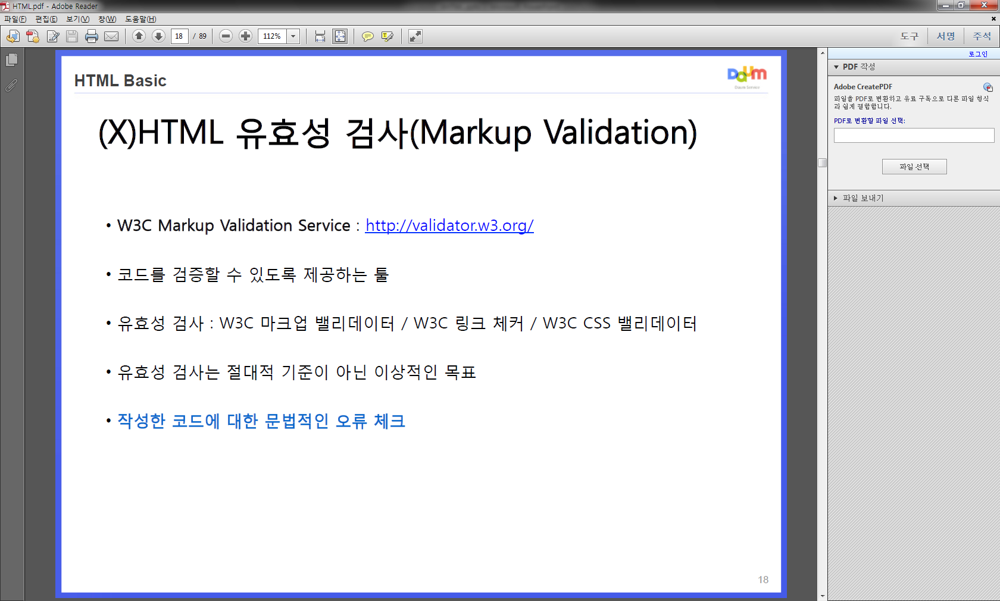 HTML.pdf - Adobe Reader
파일(F) 편집(E) 보기(V) 창(W) 도움말(H)
18 / 89 112% 도구 서명 주석
로그인
PDF 작성
Adobe CreatePDF
파일을 PDF로 변환하고 유료 구독으로 다른 파일 형식
과 쉽게 결합합니다.
PDF로 변환할 파일 선택:
파일 선택
파일 보내기
HTML Basic
Daum
Daum Service
(X)HTML 유효성 검사(Markup Validation)
• W3C Markup Validation Service : http://validator.w3.org/
• 코드를 검증할 수 있도록 제공하는 툴
• 유효성 검사 : W3C 마크업 밸리데이터 / W3C 링크 체커 / W3C CSS 밸리데이터
• 유효성 검사는 절대적 기준이 아닌 이상적인 목표
• 작성한 코드에 대한 문법적인 오류 체크
18